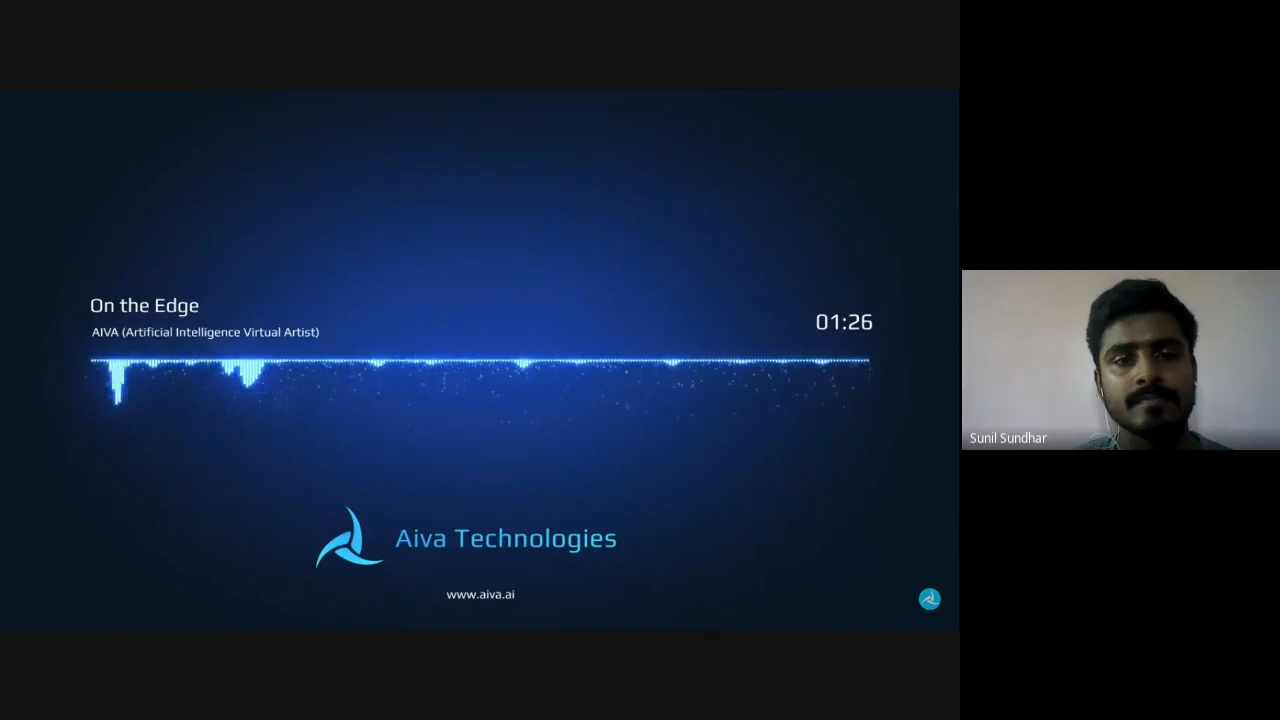 On the Edge
AIVA (Artificial Intelligence Virtual Artist)
01:26
Aiva Technologies
www.aiva.ai
Sunil Sundhar